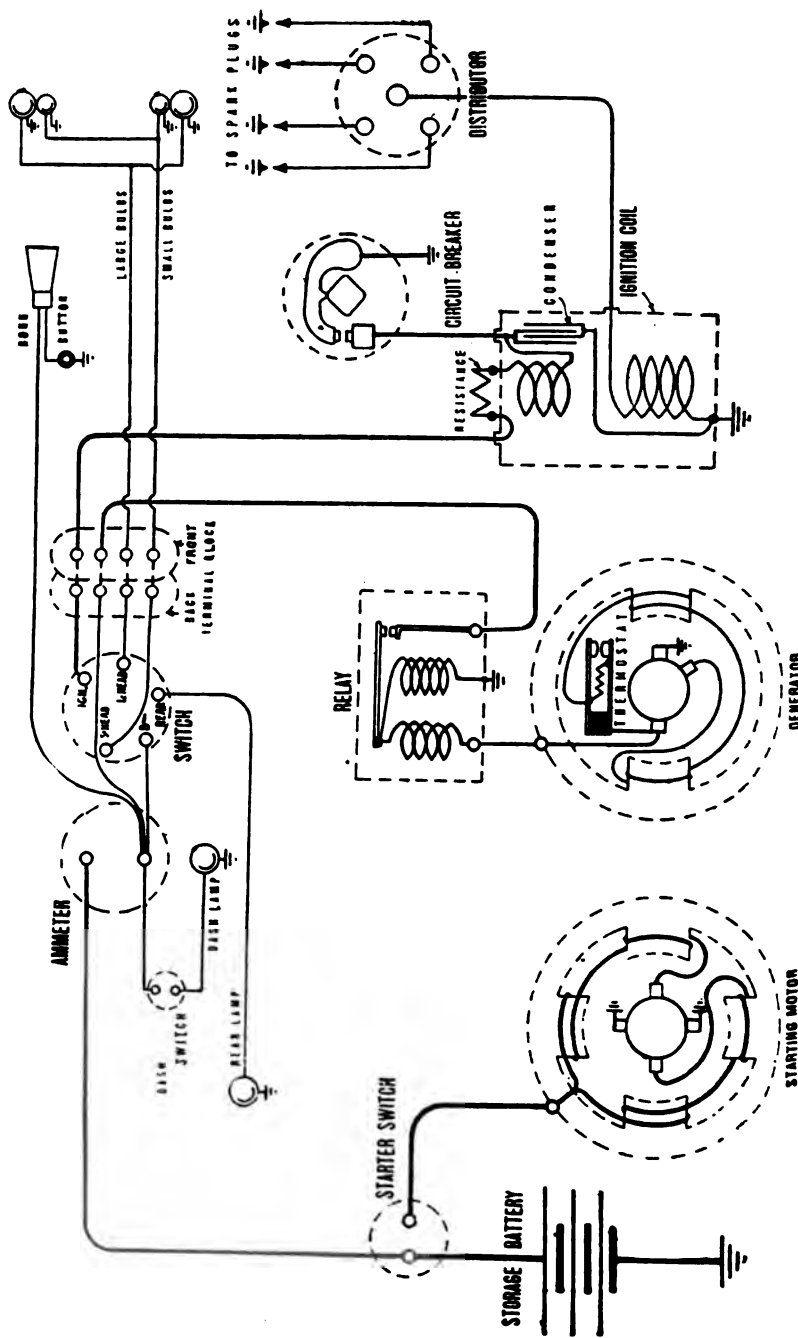 TO SPARK PLUGS
DISTRIBUTOR
LARGE BULBS
SMALL BULBS
HORN
BUTTON
CIRCUIT-BREAKER
CONDENSER
IGNITION COIL
RESISTANCE
FRONT
BACK
TERMINAL BLOCK
IGN.
L-HEAD
S-HEAD
B-
REAR
SWITCH
RELAY
THERMOSTAT
GENERATOR
AMMETER
DASH LAMP
DASH
SWITCH
REAR LAMP
STARTER SWITCH
STARTING MOTOR
STORAGE BATTERY